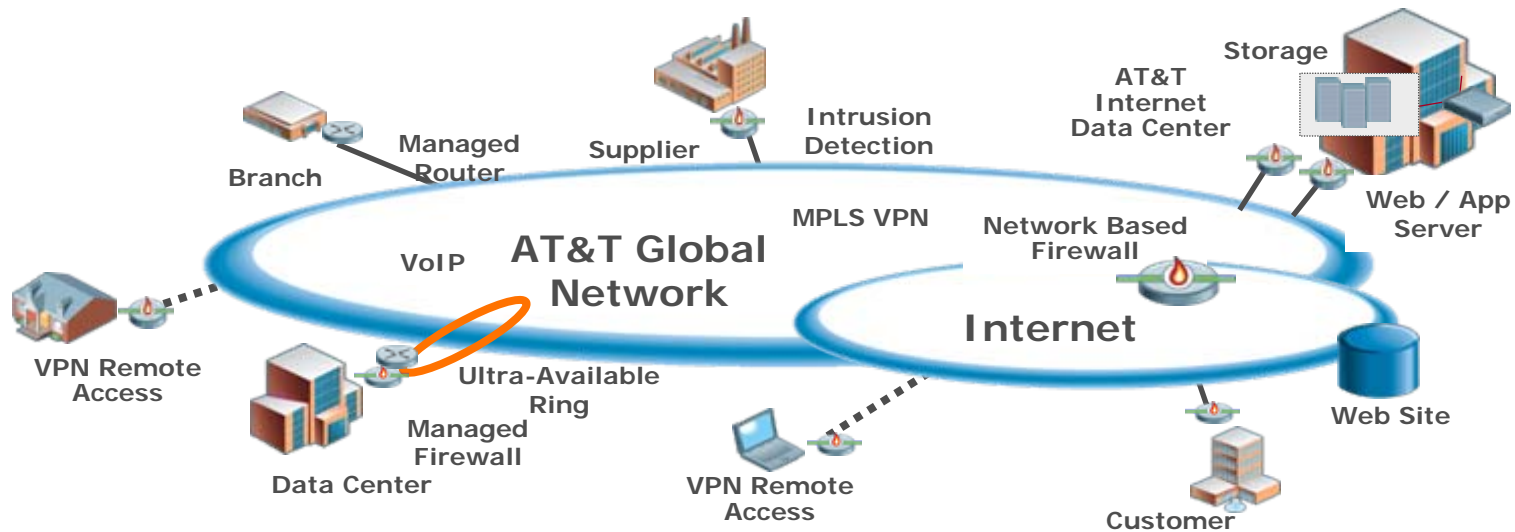 Storage
AT&T
Internet
Data Center
Intrusion
Detection
Managed
Router
Supplier
Branch
Web / App
Server
MPLS VPN
Network Based
Firewall
VoIP
AT&T Global
Network
Internet
VPN Remote
Access
Ultra-Available
Ring
Managed
Firewall
Data Center
VPN Remote
Access
Web Site
Customer